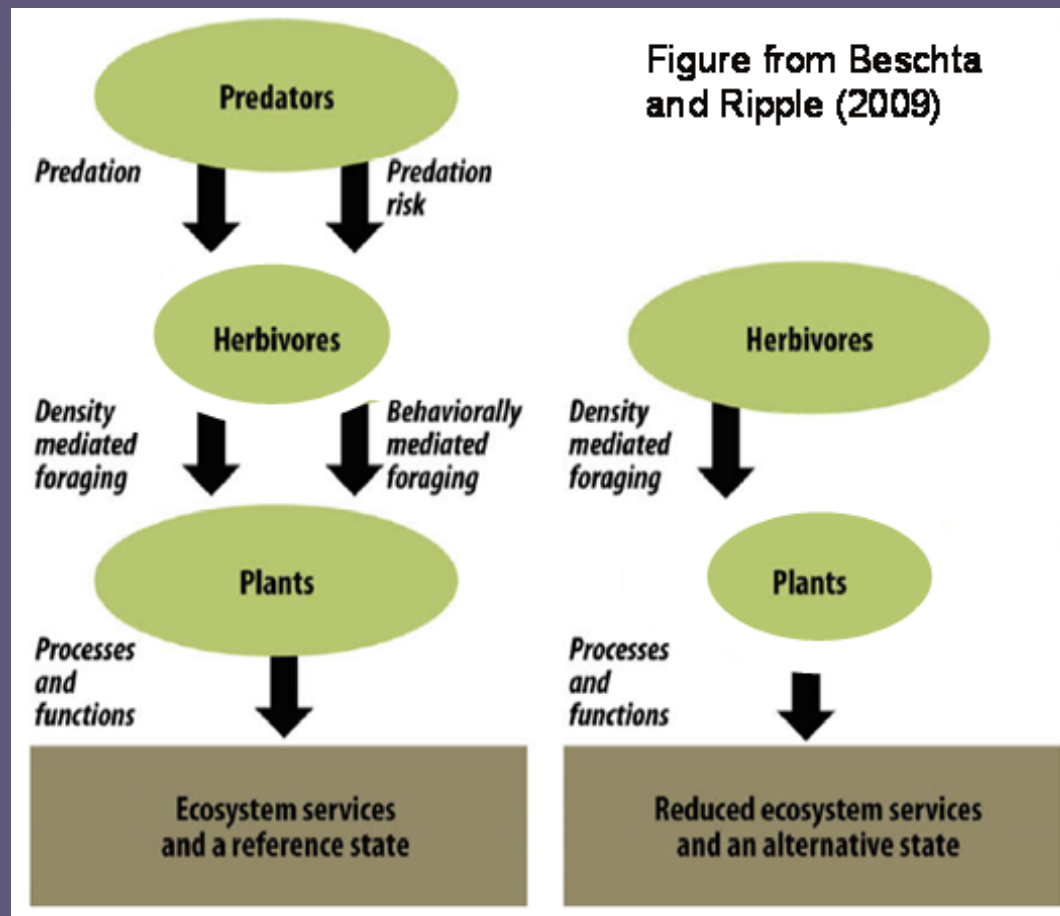 Figure from Beschta
and Ripple (2009)
Predators
Predation
Predation
risk
Herbivores
Density
mediated
foraging
Behaviorally
mediated
foraging
Plants
Processes
and
functions
Ecosystem services
and a reference state
Herbivores
Density
mediated
foraging
Plants
Processes
and
functions
Reduced ecosystem services
and an alternative state